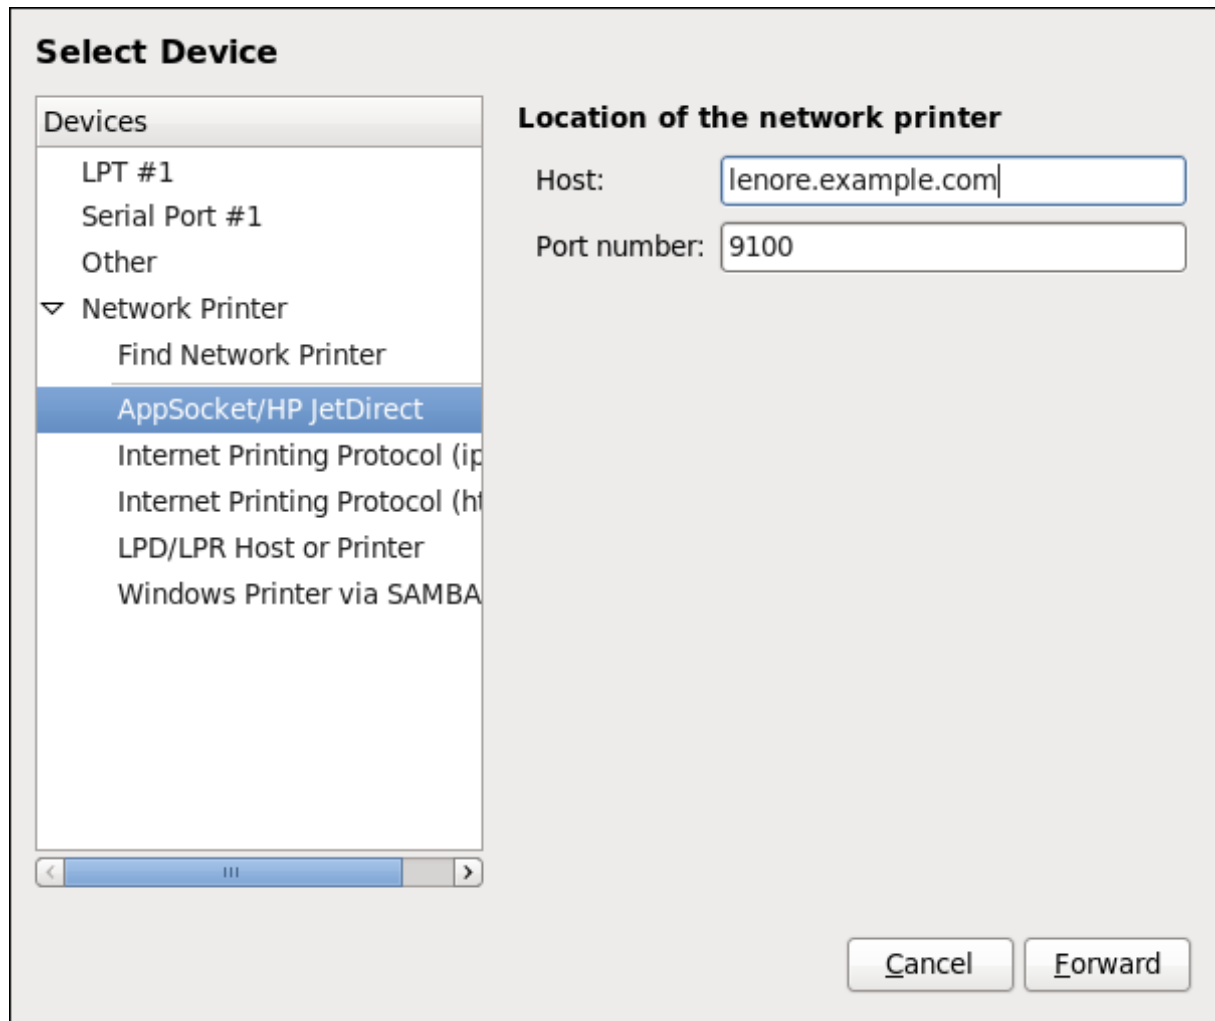 Select Device
Devices
LPT #1
Serial Port #1
Other
Network Printer
Find Network Printer
AppSocket/HP JetDirect
Internet Printing Protocol (ip
Internet Printing Protocol (ht
LPD/LPR Host or Printer
Windows Printer via SAMBA
Location of the network printer
Host: lenore.example.com
Port number: 9100
Cancel
Forward